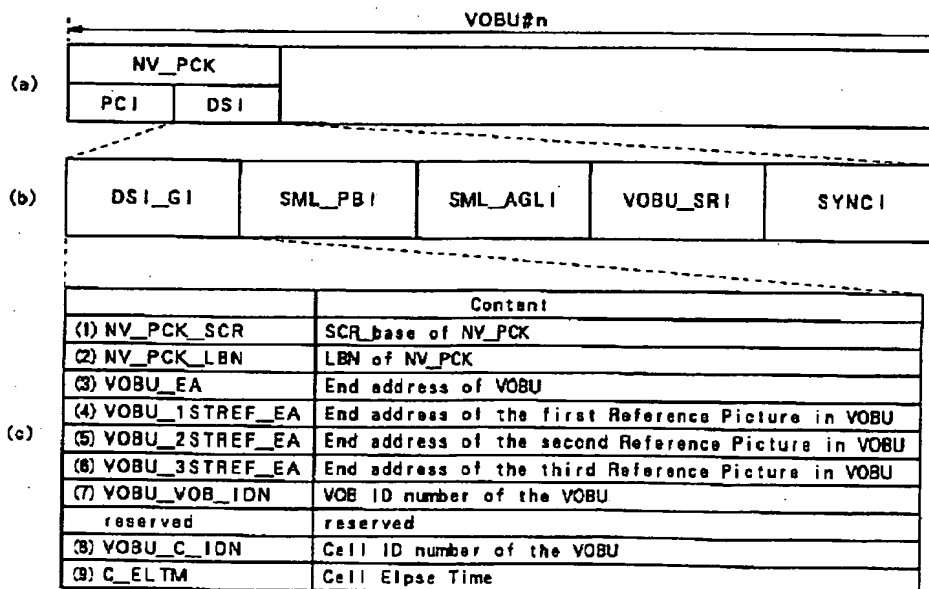 VOBU#n
(a)
NV_PCK
PCI DSI
(b)
DSI_GI SML_PBI SML_AGLI VOBU_SRI SYNCI
(c)
Content
(1) NV_PCK_SCR SCR_base of NV_PCK
(2) NV_PCK_LBN LBN of NV_PCK
(3) VOBU_EA End address of VOBU
(4) VOBU_1STREF_EA End address of the first Reference Picture in VOBU
(5) VOBU_2STREF_EA End address of the second Reference Picture in VOBU
(6) VOBU_3STREF_EA End address of the third Reference Picture in VOBU
(7) VOBU_VOB_IDN VOB ID number of the VOBU
reserved reserved
(8) VOBU_C_IDN Cell ID number of the VOBU
(9) C_ELTM Cell Elpse Time